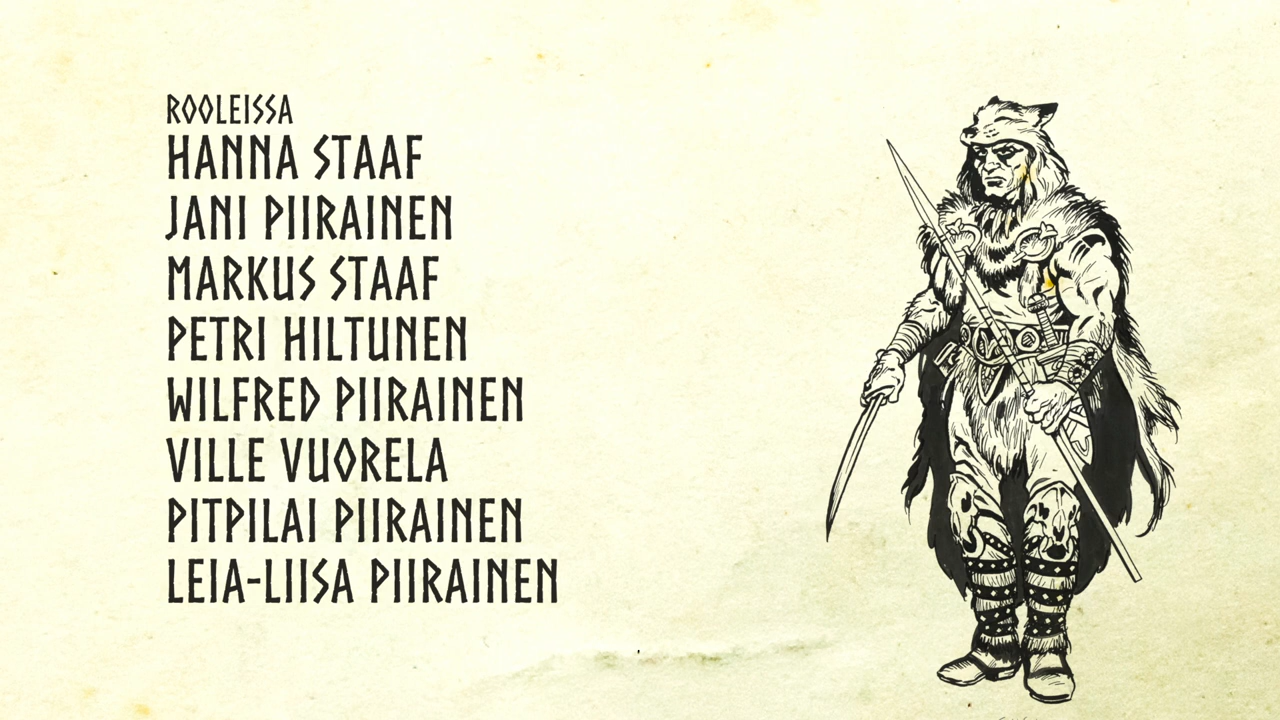 ROOLEISSA
HANNA STAAF
JANI PIIRAINEN
MARKUS STAAF
PETRI HILTUNEN
WILFRED PIIRAINEN
VILLE VUORELA
PITPILAI PIIRAINEN
LEIA-LIISA PIIRAINEN